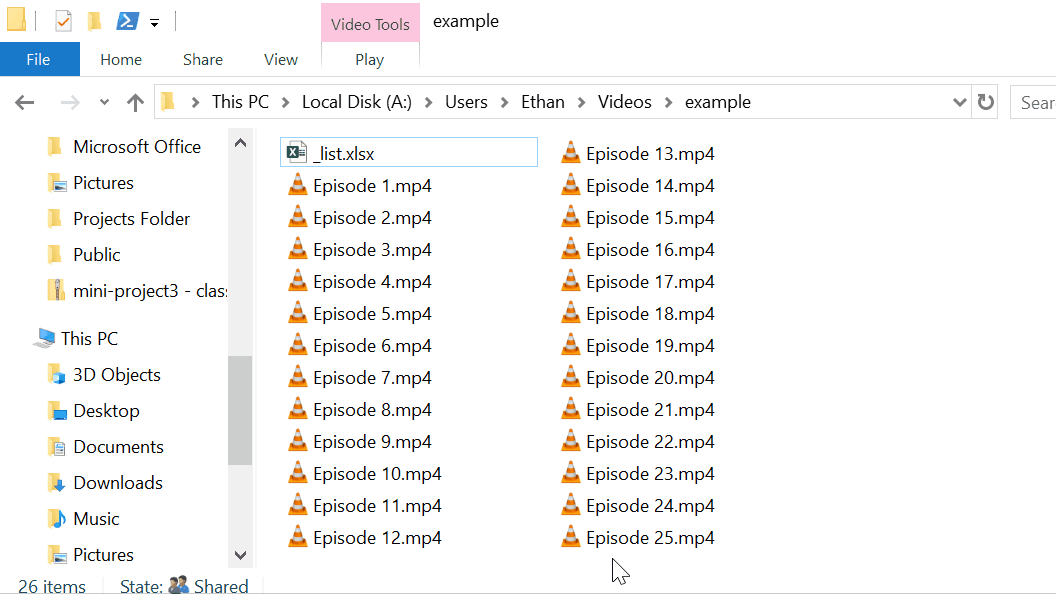 Video Tools
example
File
Home
Share
View
Play
This PC
Local Disk (A:)
Users
Ethan
Videos
example
Sear
Microsoft Office
Pictures
Projects Folder
Public
mini-project3 - clas
This PC
3D Objects
Desktop
Documents
Downloads
Music
Pictures
_list.xlsx
Episode 1.mp4
Episode 2.mp4
Episode 3.mp4
Episode 4.mp4
Episode 5.mp4
Episode 6.mp4
Episode 7.mp4
Episode 8.mp4
Episode 9.mp4
Episode 10.mp4
Episode 11.mp4
Episode 12.mp4
Episode 13.mp4
Episode 14.mp4
Episode 15.mp4
Episode 16.mp4
Episode 17.mp4
Episode 18.mp4
Episode 19.mp4
Episode 20.mp4
Episode 21.mp4
Episode 22.mp4
Episode 23.mp4
Episode 24.mp4
Episode 25.mp4
26 items
State: Shared